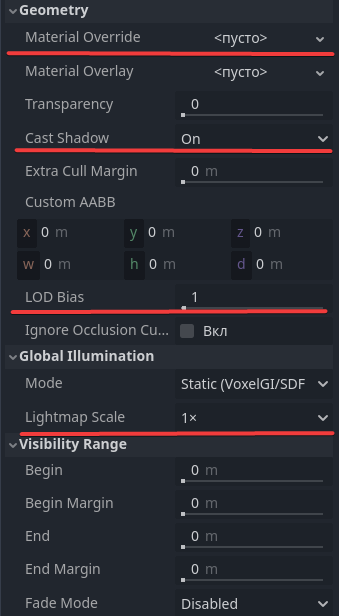 Geometry
Material Override <пусто>
Material Overlay <пусто>
Transparency 0
Cast Shadow On
Extra Cull Margin 0 m
Custom AABB
x 0 m y 0 m z 0 m
w 0 m h 0 m d 0 m
LOD Bias 1
Ignore Occlusion Cu... Вкл
Global Illumination
Mode Static (VoxelGI/SDF
Lightmap Scale 1×
Visibility Range
Begin 0 m
Begin Margin 0 m
End 0 m
End Margin 0 m
Fade Mode Disabled